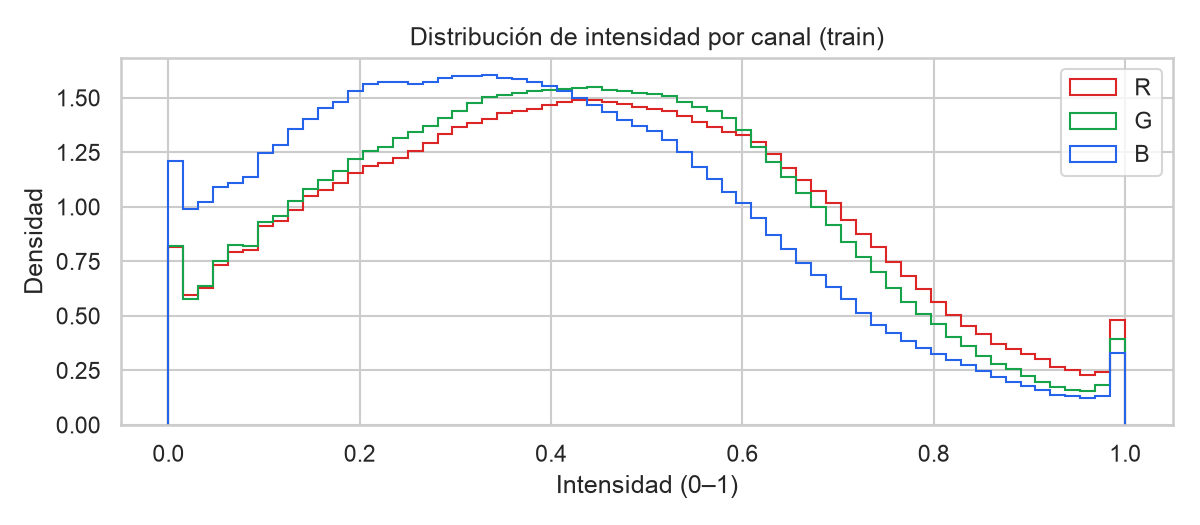 Distribución de intensidad por canal (train)
R
G
B
Densidad
1.50
1.25
1.00
0.75
0.50
0.25
0.00
0.0 0.2 0.4 0.6 0.8 1.0
Intensidad (0–1)